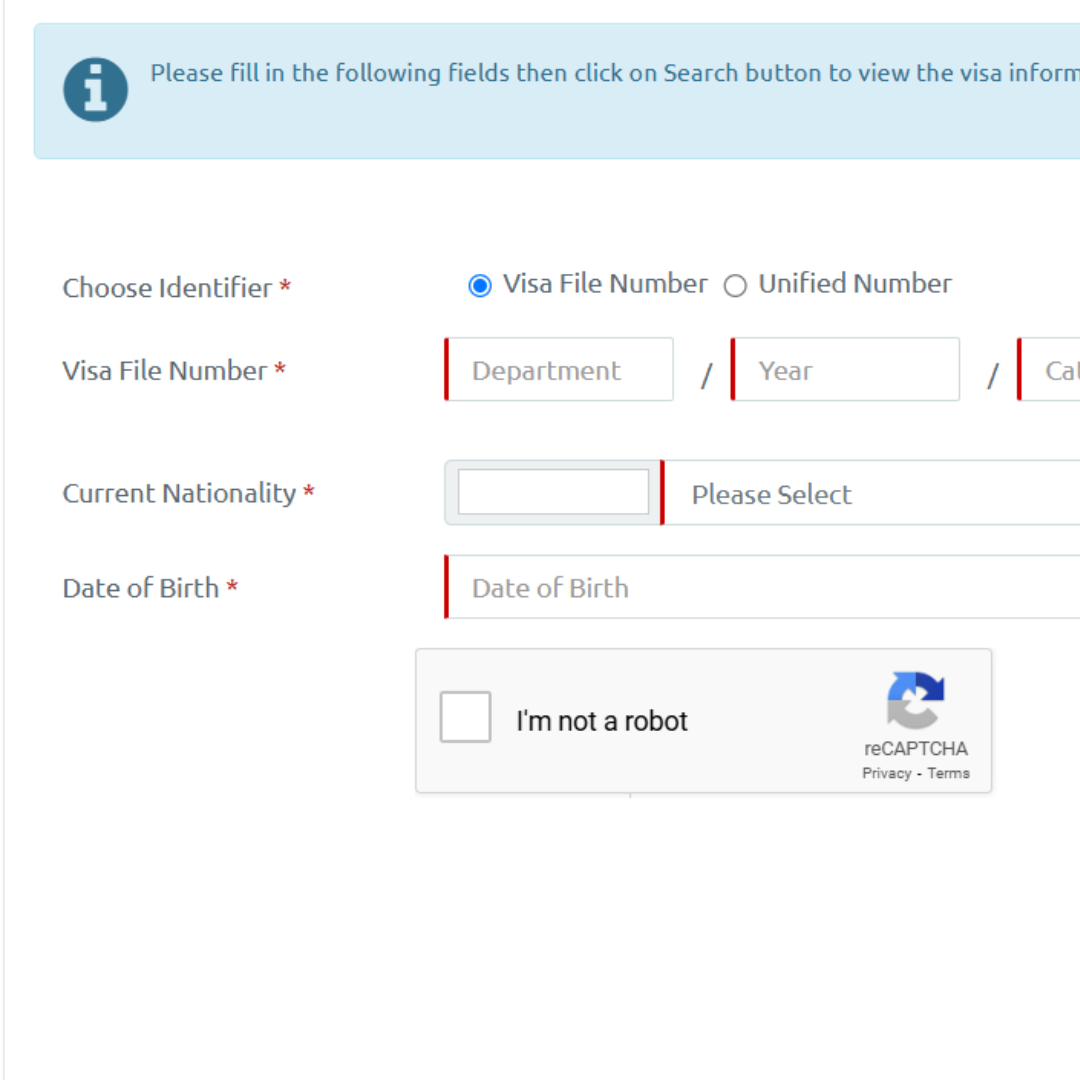 Please fill in the following fields then click on Search button to view the visa
Choose Identifier * Visa File Number Unified Number
Visa File Number * Department / Year /
Current Nationality * Please Select
Date of Birth * Date of Birth
I'm not a robot
reCAPTCHA
Privacy - Terms